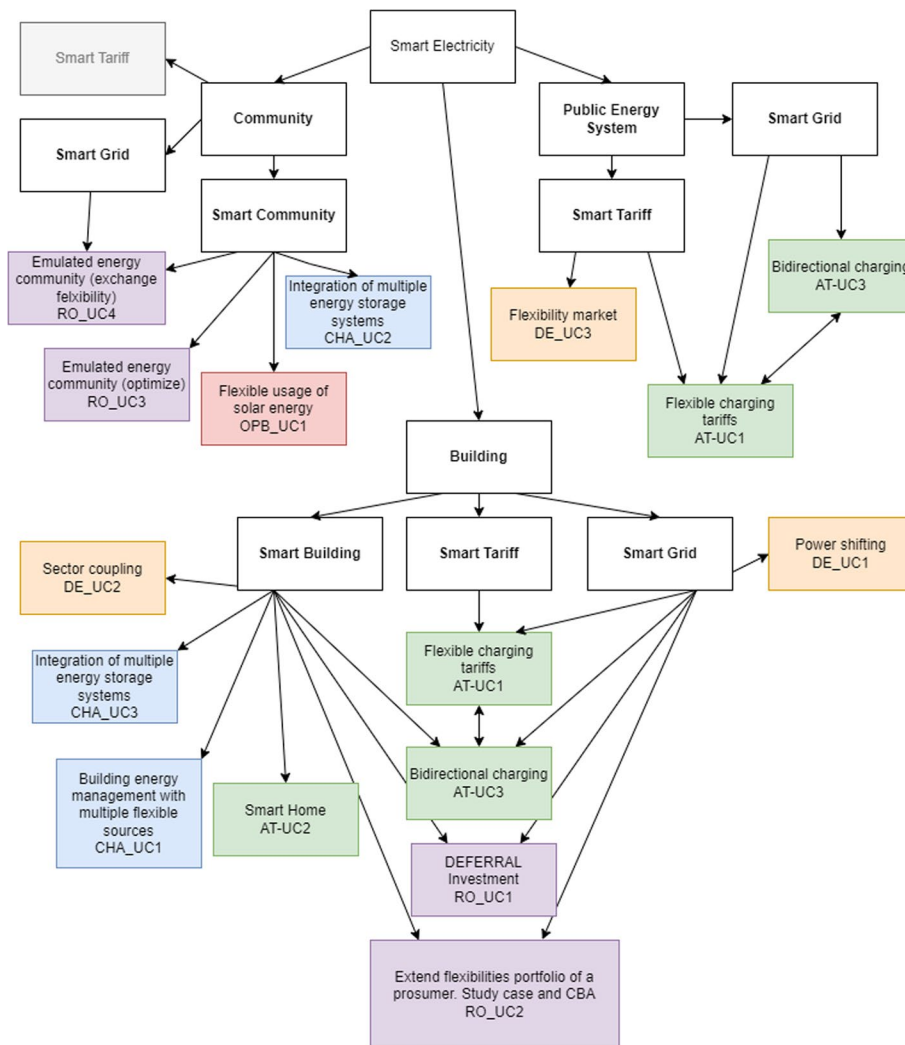 Smart Electricity
Smart Tariff
Community
Public Energy
System
Smart Grid
Smart Grid
Smart Community
Smart Tariff
Emulated energy
community (exchange
felxibility)
RO_UC4
Integration of multiple
energy storage
systems
CHA_UC2
Flexibility market
DE_UC3
Bidirectional charging
AT-UC3
Emulated energy
community (optimize)
RO_UC3
Flexible usage of
solar energy
OPB_UC1
Flexible charging
tariffs
AT-UC1
Building
Smart Building
Smart Tariff
Smart Grid
Sector coupling
DE_UC2
Power shifting
DE_UC1
Integration of multiple
energy storage
systems
CHA_UC3
Flexible charging
tariffs
AT-UC1
Building energy
management with
multiple flexible
sources
CHA_UC1
Smart Home
AT-UC2
Bidirectional charging
AT-UC3
DEFERRAL
Investment
RO_UC1
Extend flexibilities portfolio of a
prosumer. Study case and CBA
RO_UC2